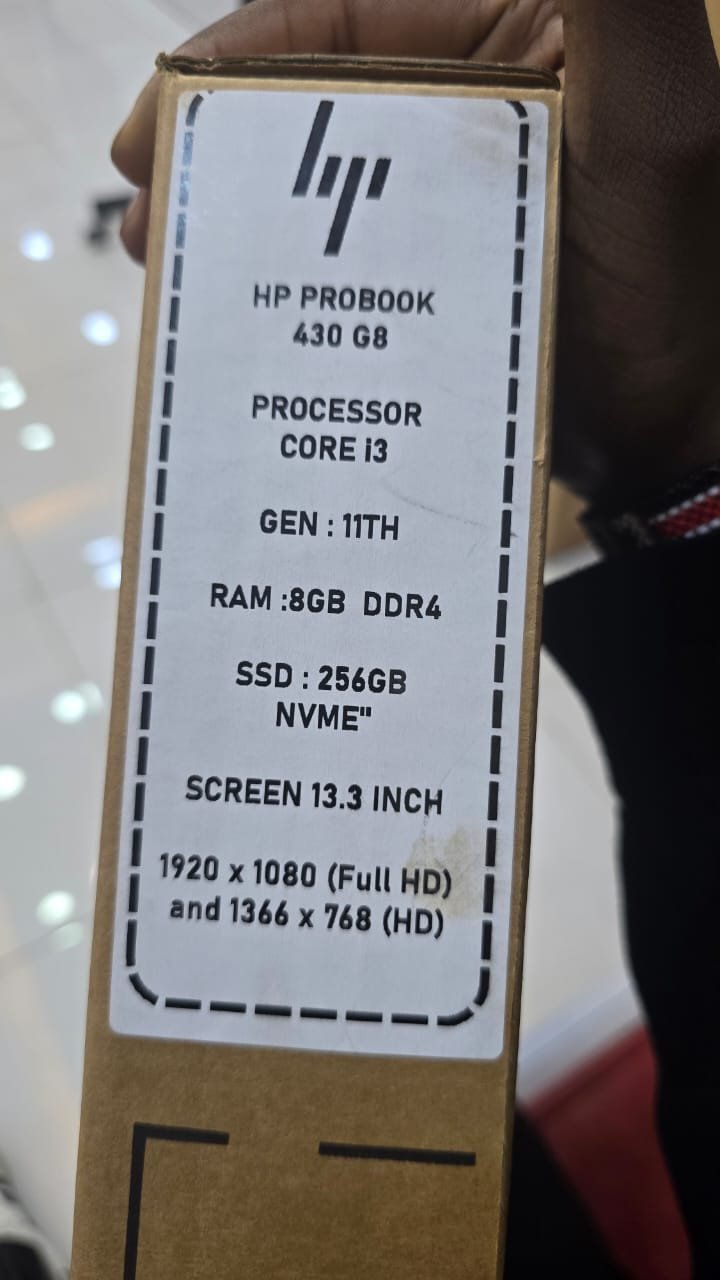 hp
HP PROBOOK
430 G8
PROCESSOR
CORE i3
GEN : 11TH
RAM :8GB DDR4
SSD : 256GB
NVME"
SCREEN 13.3 INCH
1920 x 1080 (Full HD)
and 1366 x 768 (HD)